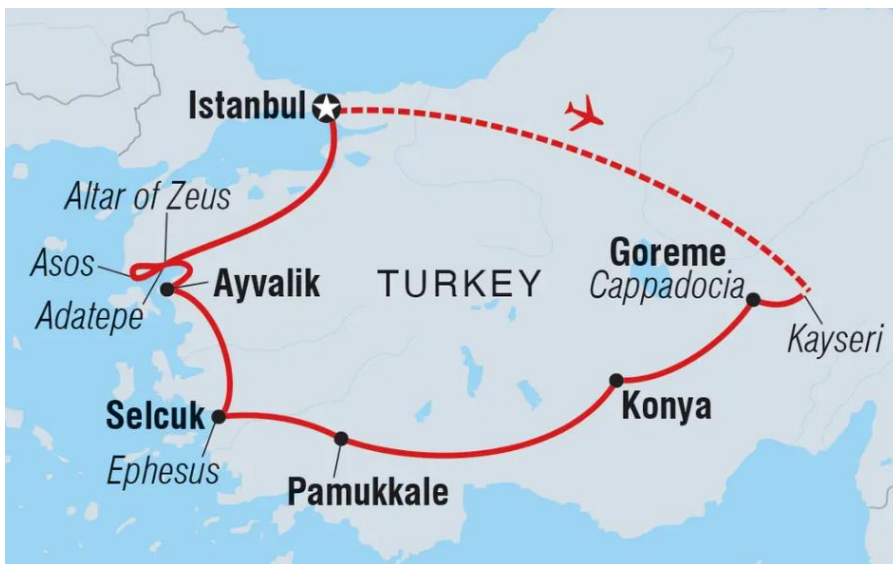 Istanbul
Altar of Zeus
Asos
Adatepe
Ayvalik
TURKEY
Goreme
Cappadocia
Kayseri
Selcuk
Ephesus
Pamukkale
Konya